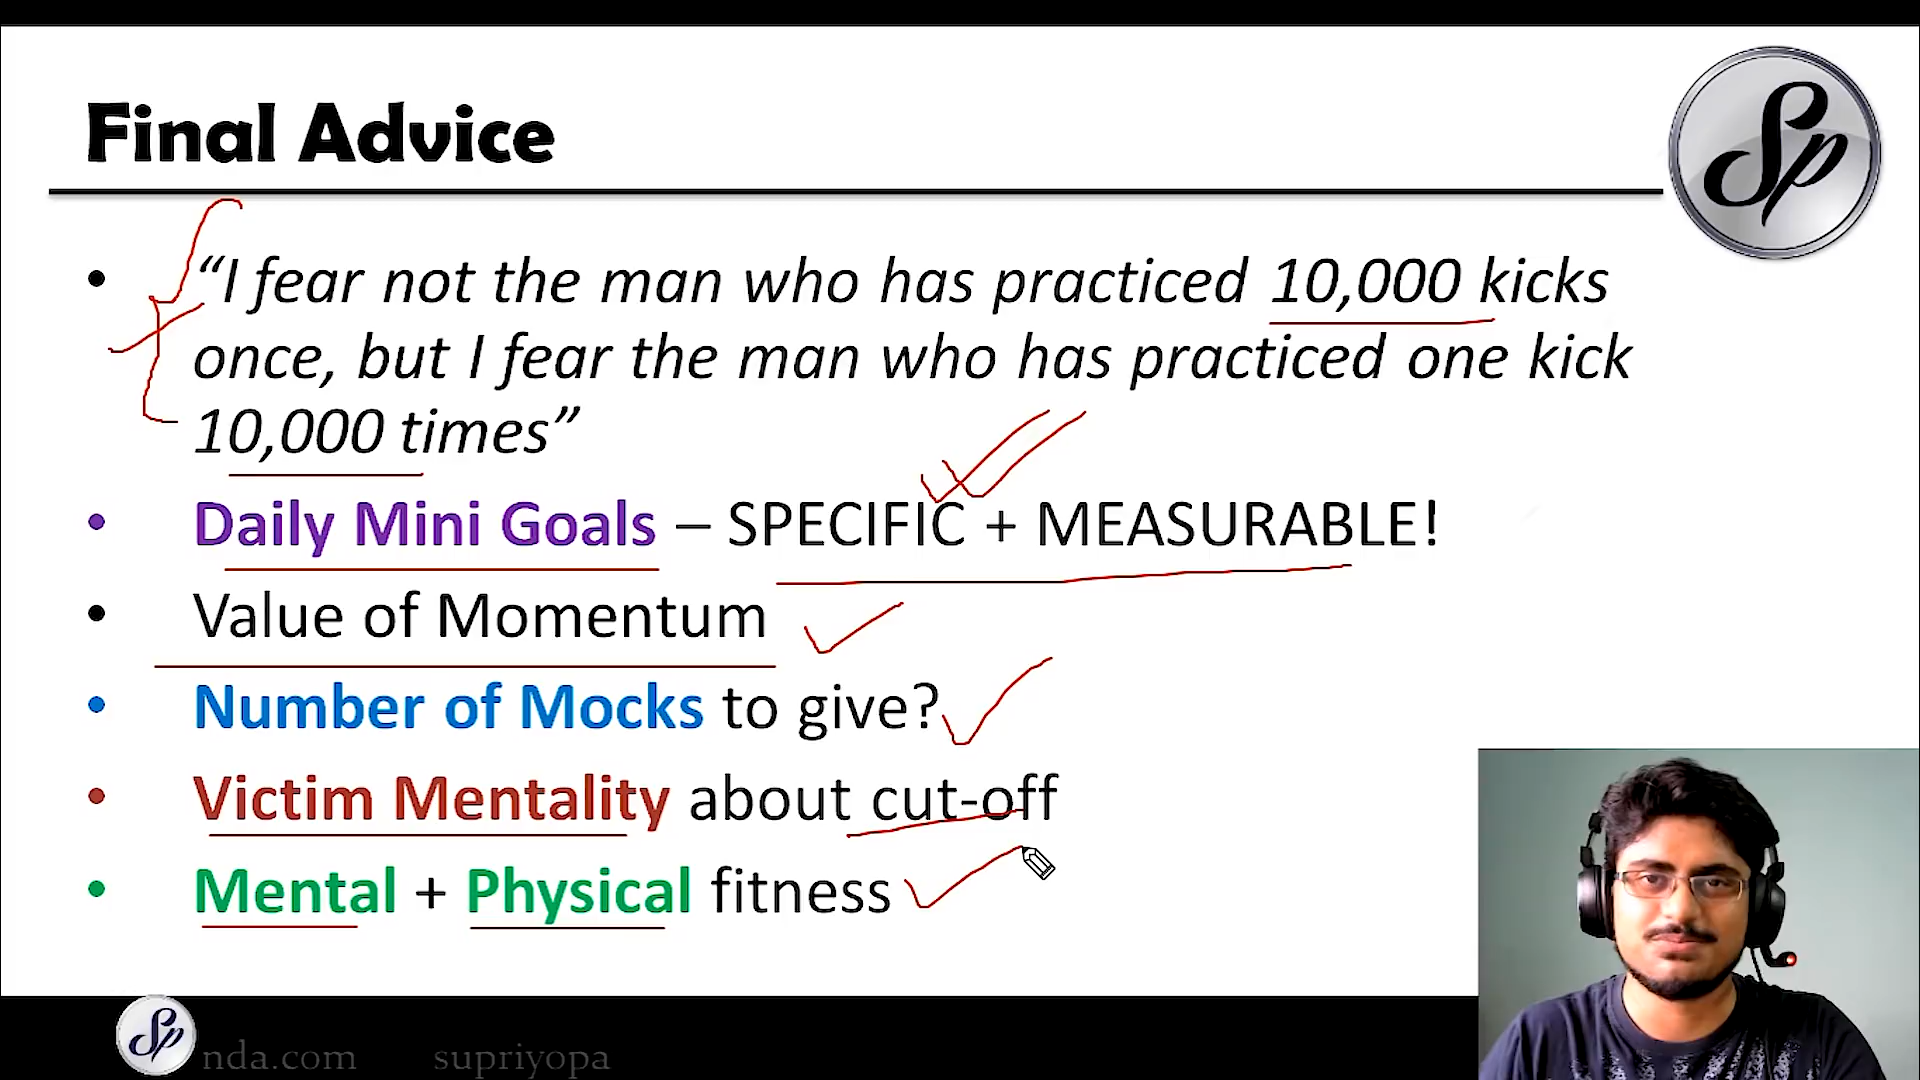 Sp
Final Advice
• “I fear not the man who has practiced 10,000 kicks
once, but I fear the man who has practiced one kick
10,000 times”
• Daily Mini Goals – SPECIFIC + MEASURABLE!
• Value of Momentum
• Number of Mocks to give?
• Victim Mentality about cut-off
• Mental + Physical fitness
Sp nda.com supriyopa